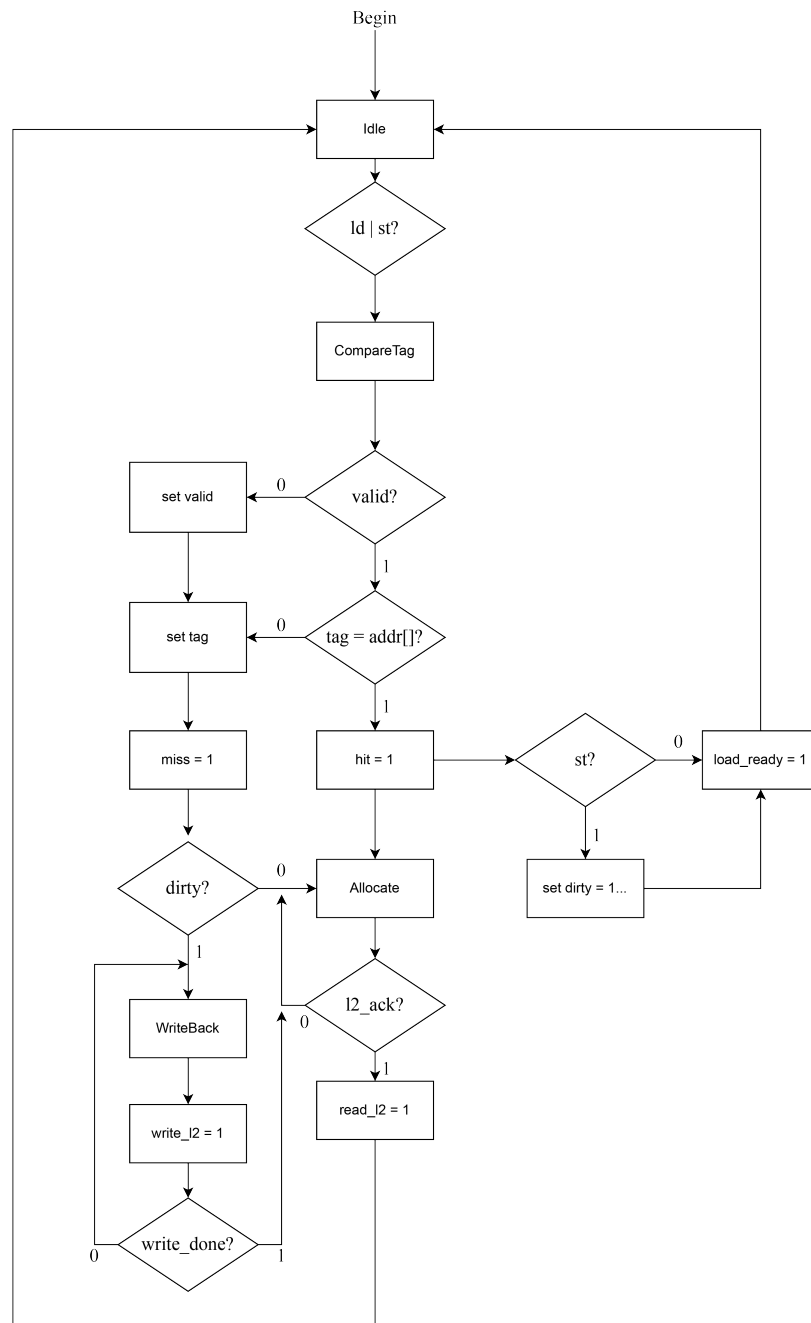 Begin
Idle
ld | st?
CompareTag
set valid
0
valid?
1
set tag
0
tag = addr[]?
1
miss = 1
hit = 1
st?
0
load_ready = 1
1
dirty?
0
Allocate
set dirty = 1...
1
l2_ack?
0
WriteBack
1
read_l2 = 1
write_l2 = 1
write_done?
0
1